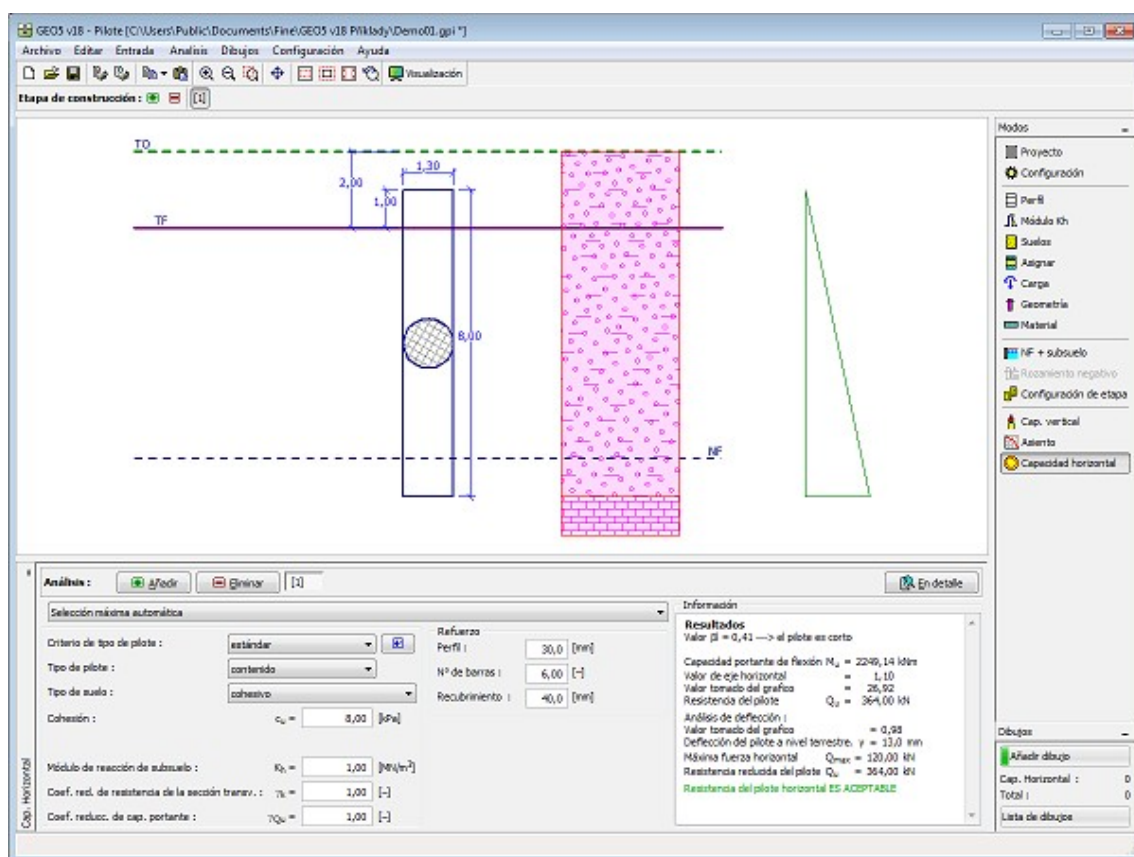 GEO5 v18 - Pilote [C:\Users\Public\Documents\Fine\GEO5 v18 Příklady\Demo01.gpi *]
Archivo Editar Entrada Analisis Dibujos Configuración Ayuda
Visualización
Etapa de construcción : [1]
TO
1,30
2,00
1,00
TF
8,00
NF
Modos
Proyecto
Configuración
Perfil
Módulo Kh
Suelos
Asignar
Carga
Geometría
Material
NF + subsuelo
Rozamiento negativo
Configuración de etapa
Cap. vertical
Asiento
Capacidad horizontal
Cap. Horizontal
Análisis : Añadir Eliminar [1] En detalle
Selección máxima automática
Criterio de tipo de pilote : estándar
Tipo de pilote : contenido
Tipo de suelo : cohesivo
Cohesión : cu = 8,00 [kPa]
Módulo de reacción de subsuelo : Kh = 1,00 [MN/m³]
Coef. red. de resistencia de la sección transv. : γk = 1,00 [–]
Coef. reducc. de cap. portante : γQu = 1,00 [–]
Refuerzo
Perfil : 30,0 [mm]
Nº de barras : 6,00 [–]
Recubrimiento : 40,0 [mm]
Información
Resultados
Valor βl = 0,41 ---> el pilote es corto
Capacidad portante de flexión Mu = 2249,14 kNm
Valor de eje horizontal = 1,10
Valor tomado del grafico = 26,92
Resistencia del pilote Qu = 364,00 kN
Análisis de deflección :
Valor tomado del grafico = 0,98
Deflección del pilote a nivel terrestre. y = 13,0 mm
Máxima fuerza horizontal Qmax = 120,00 kN
Resistencia reducida del pilote Qu = 364,00 kN
Resistencia del pilote horizontal ES ACEPTABLE
Dibujos
Añadir dibujo
Cap. Horizontal : 0
Total : 0
Lista de dibujos